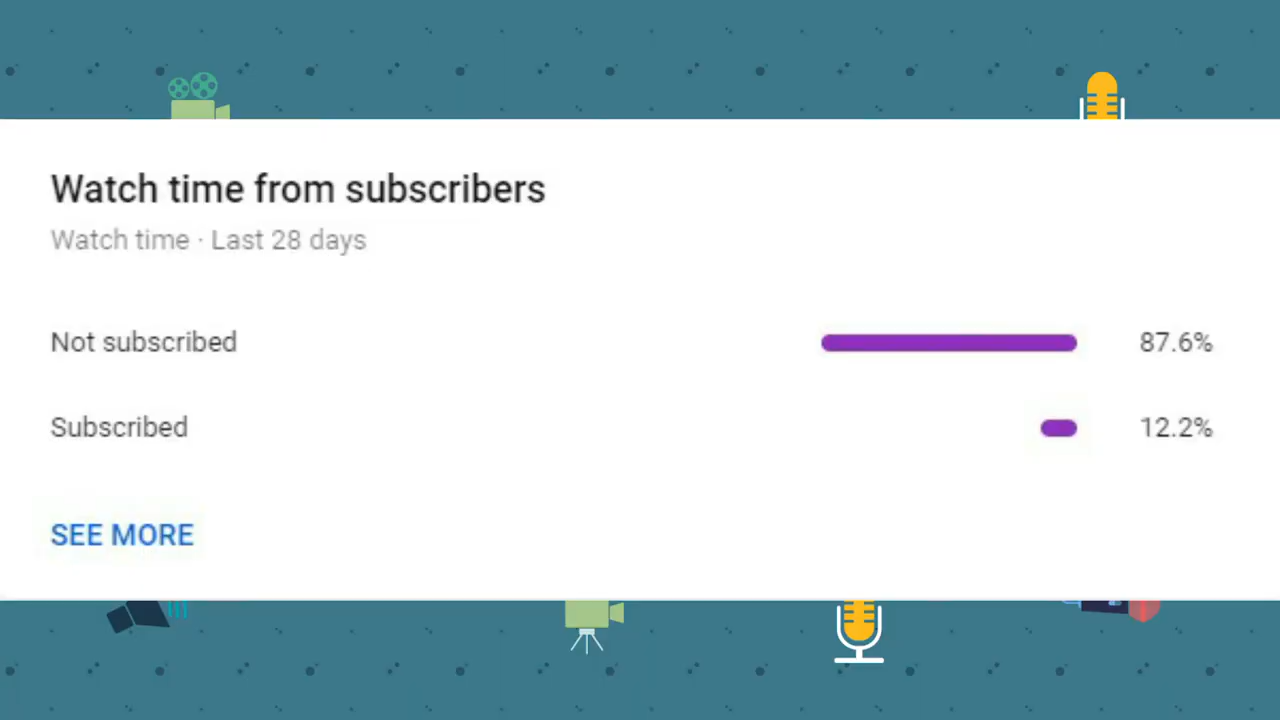 Watch time from subscribers
Watch time · Last 28 days
Not subscribed 87.6%
Subscribed 12.2%
SEE MORE